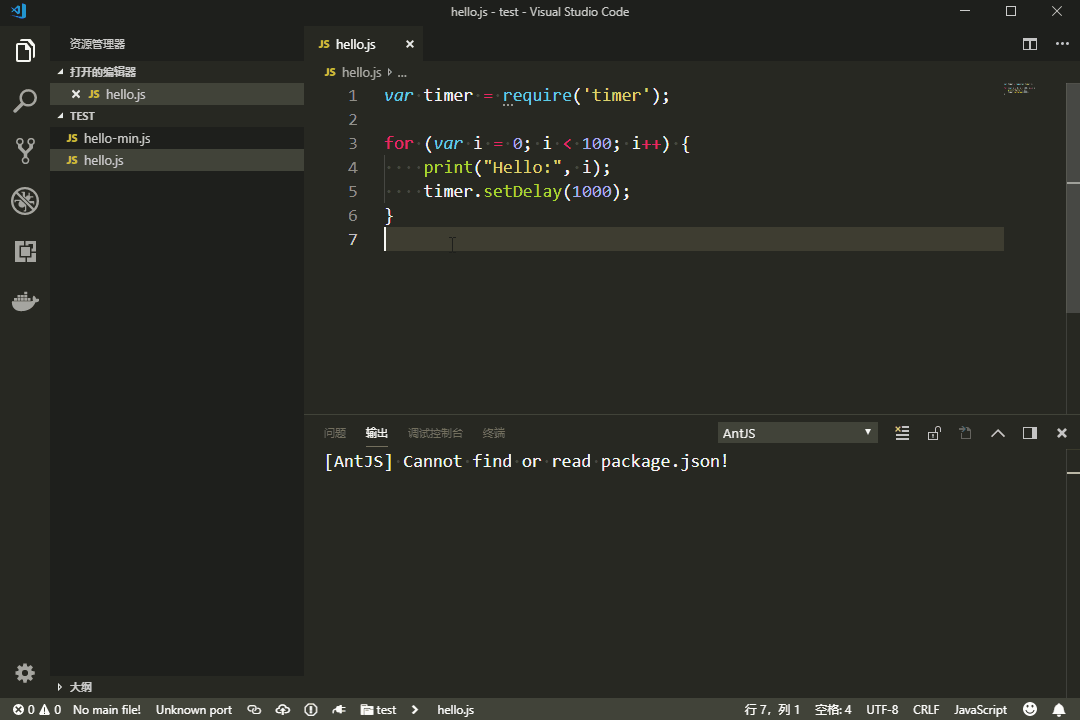 hello.js - test - Visual Studio Code
资源管理器
打开的编辑器
JS hello.js
TEST
JS hello-min.js
JS hello.js
大纲
JS hello.js
JS hello.js ...
1 var timer = require('timer');
2
3 for (var i = 0; i < 100; i++) {
4 print("Hello:", i);
5 timer.setDelay(1000);
6 }
7
问题 输出 调试控制台 终端 AntJS
[AntJS] Cannot find or read package.json!
0 0 No main file! Unknown port test hello.js 行 7，列 1 空格: 4 UTF-8 CRLF JavaScript